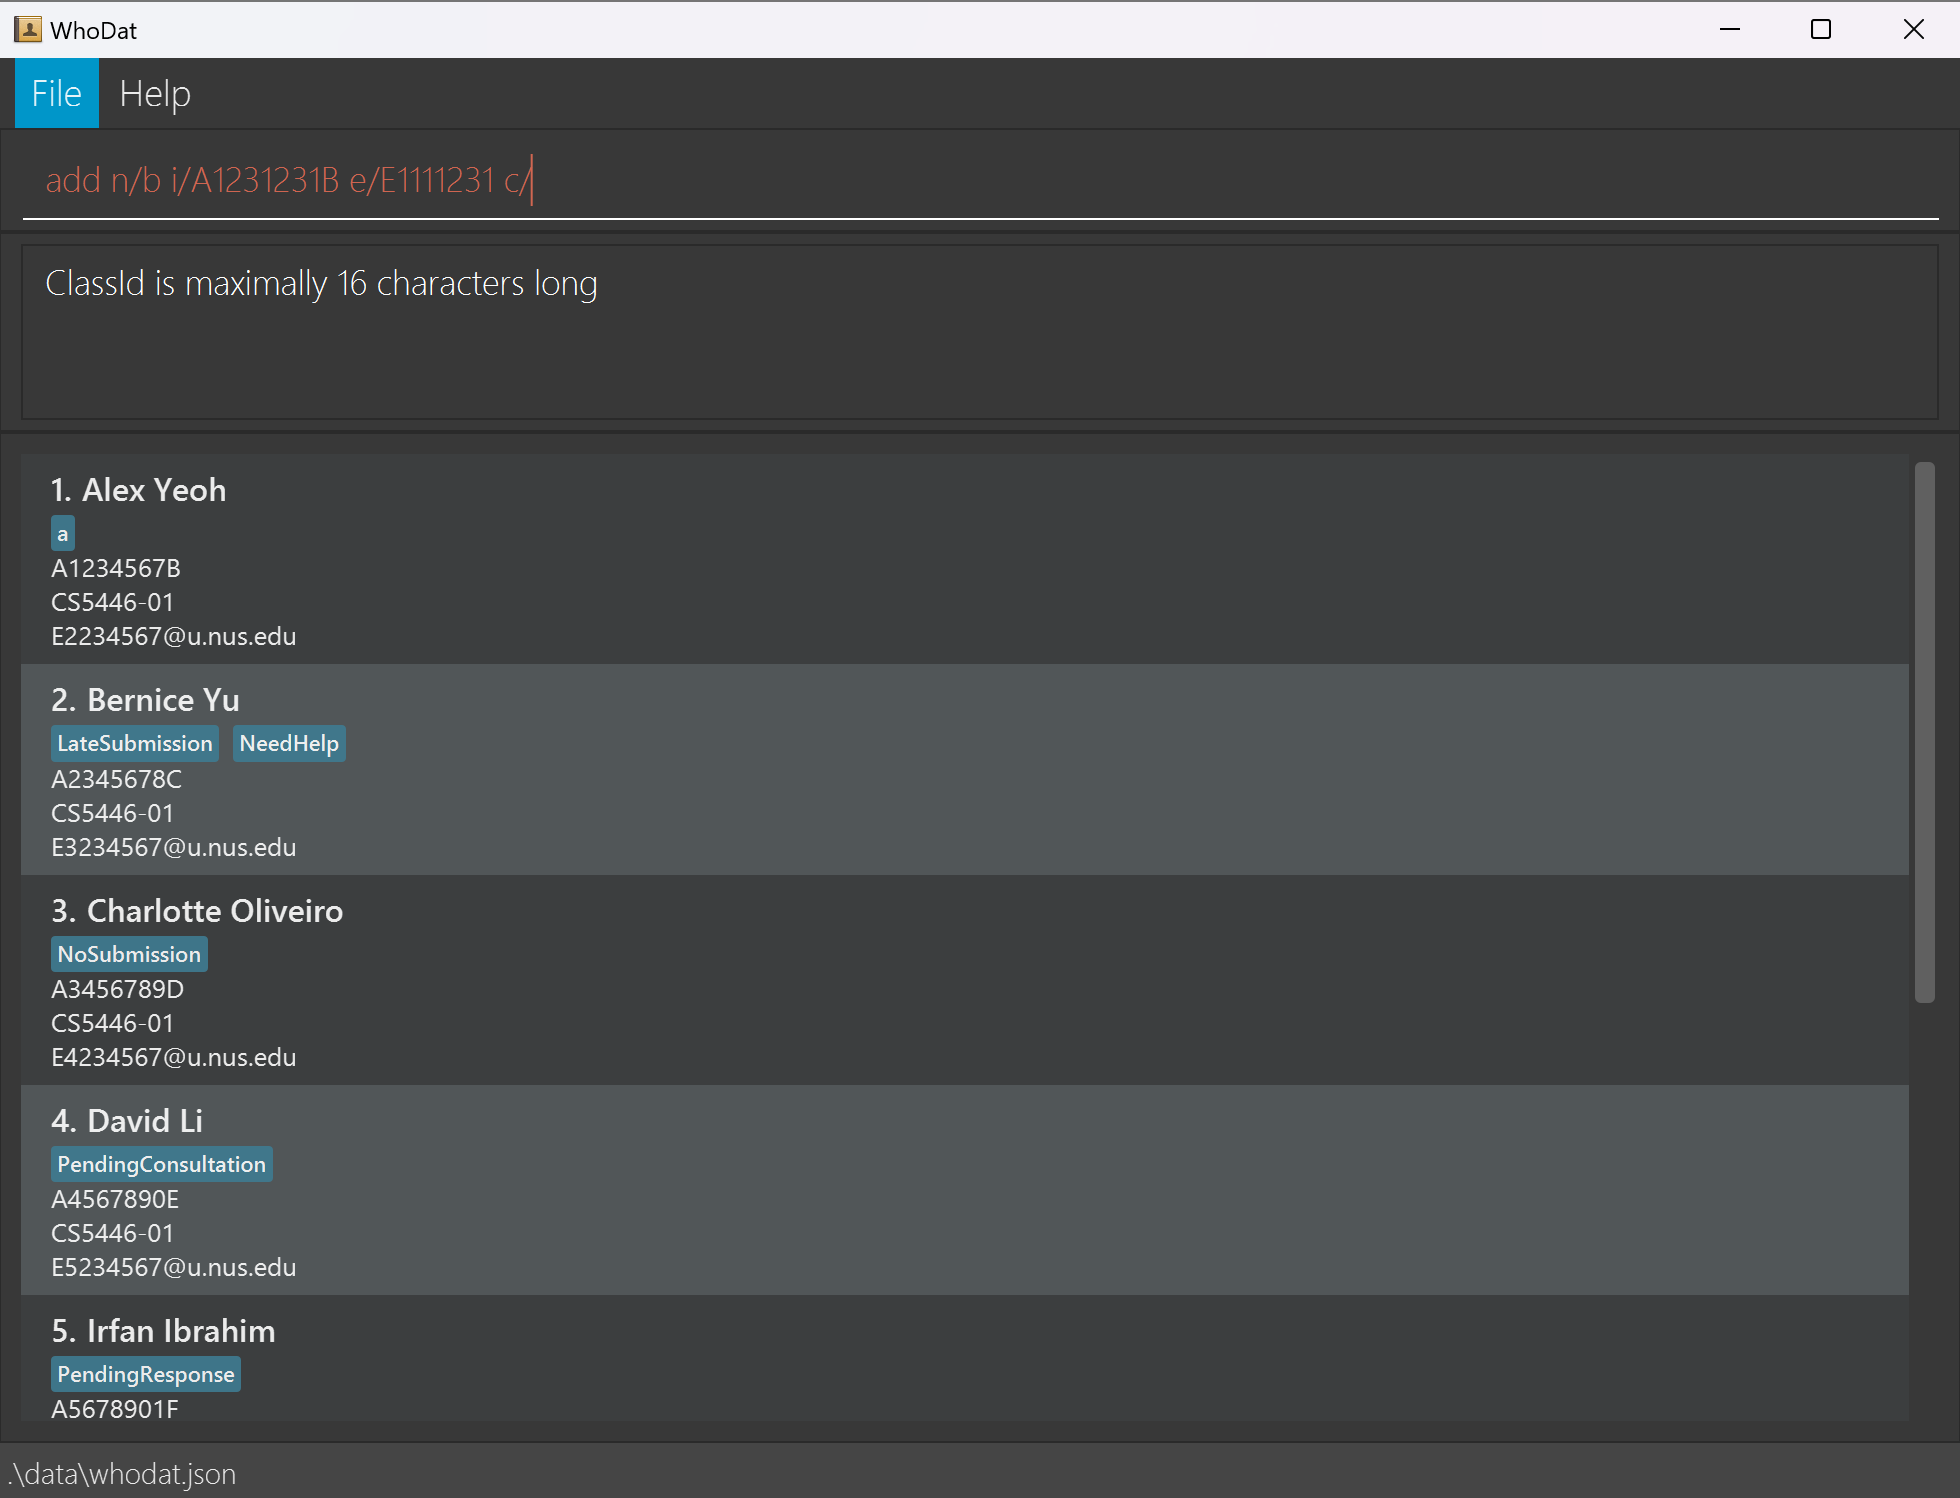 WhoDat
File Help
add n/b i/A1231231B e/E1111231 c/
ClassId is maximally 16 characters long
1. Alex Yeoh
a
A1234567B
CS5446-01
E2234567@u.nus.edu
2. Bernice Yu
LateSubmission NeedHelp
A2345678C
CS5446-01
E3234567@u.nus.edu
3. Charlotte Oliveiro
NoSubmission
A3456789D
CS5446-01
E4234567@u.nus.edu
4. David Li
PendingConsultation
A4567890E
CS5446-01
E5234567@u.nus.edu
5. Irfan Ibrahim
PendingResponse
A5678901F
.\data\whodat.json